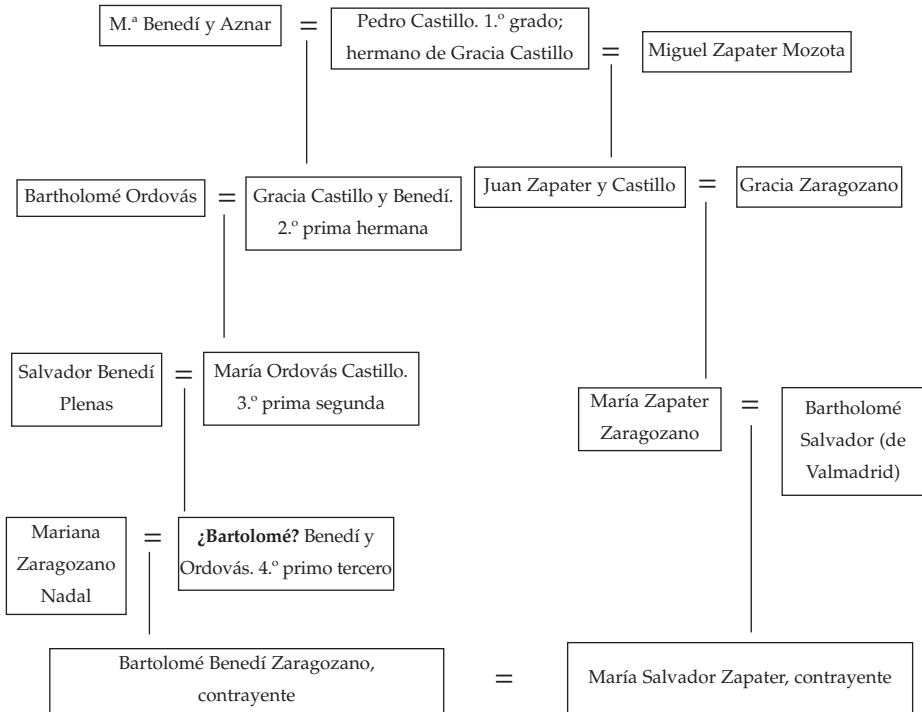 M.ª Benedí y Aznar
=
Pedro Castillo. 1.º grado;
hermano de Gracia Castillo
=
Miguel Zapater Mozota
Bartholomé Ordovás
=
Gracia Castillo y Benedí.
2.º prima hermana
Juan Zapater y Castillo
=
Gracia Zaragozano
Salvador Benedí
Plenas
=
María Ordovás Castillo.
3.º prima segunda
María Zapater
Zaragozano
=
Bartholomé
Salvador (de
Valmadrid)
Mariana
Zaragozano
Nadal
=
¿Bartolomé? Benedí y
Ordovás. 4.º primo tercero
Bartolomé Benedí Zaragozano,
contrayente
=
María Salvador Zapater, contrayente